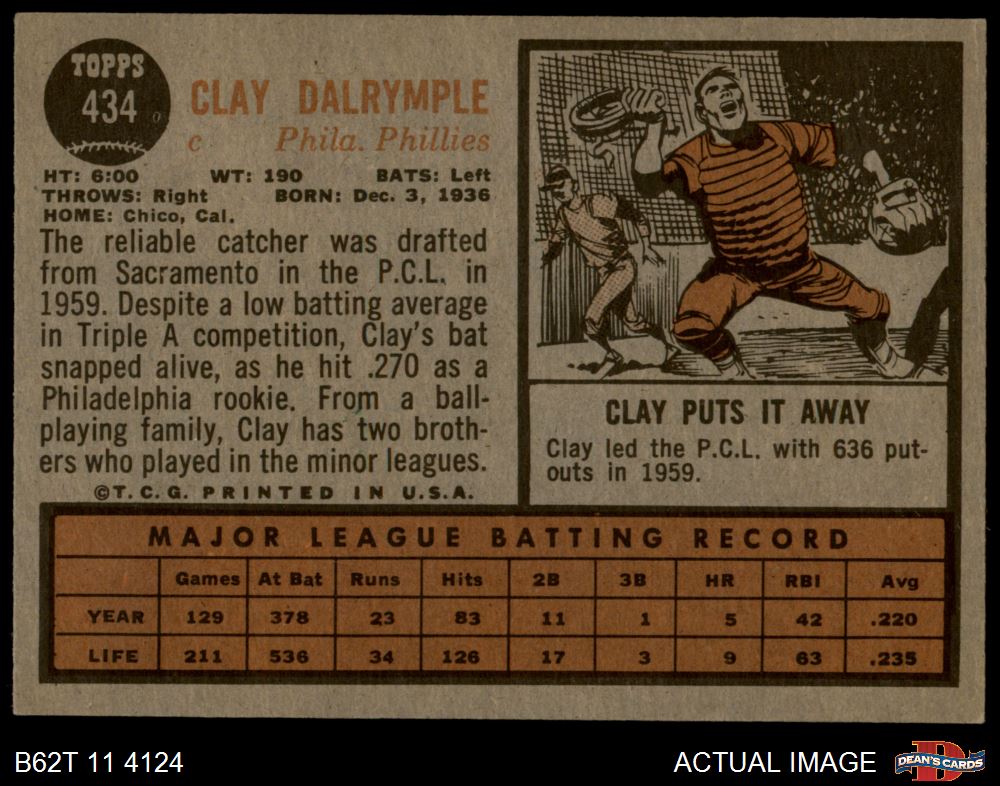 TOPPS
434
CLAY DALRYMPLE
c Phila. Phillies
HT: 6:00 WT: 190 BATS: Left
THROWS: Right BORN: Dec. 3, 1936
HOME: Chico, Cal.
The reliable catcher was drafted
from Sacramento in the P.C.L. in
1959. Despite a low batting average
in Triple A competition, Clay's bat
snapped alive, as he hit .270 as a
Philadelphia rookie. From a ball-
playing family, Clay has two broth-
ers who played in the minor leagues.
©T.C.G. PRINTED IN U.S.A.
CLAY PUTS IT AWAY
Clay led the P.C.L. with 636 put-
outs in 1959.
MAJOR LEAGUE BATTING RECORD
Games At Bat Runs Hits 2B 3B HR RBI Avg
YEAR 129 378 23 83 11 1 5 42 .220
LIFE 211 536 34 126 17 3 9 63 .235
B62T 11 4124
ACTUAL IMAGE
DEAN'S CARDS